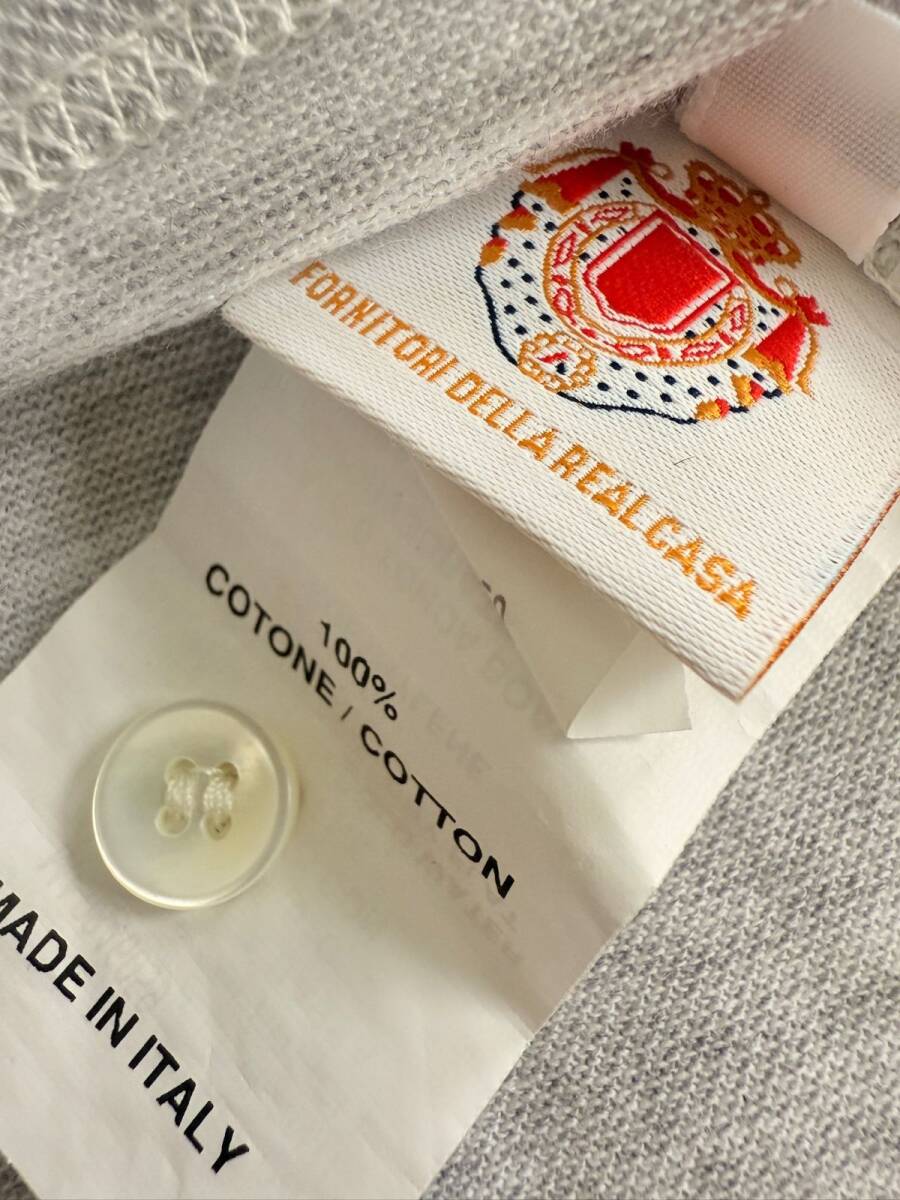 FORNITORI DELLA REAL CASA
100%
COTONE / COTTON
MADE IN ITALY